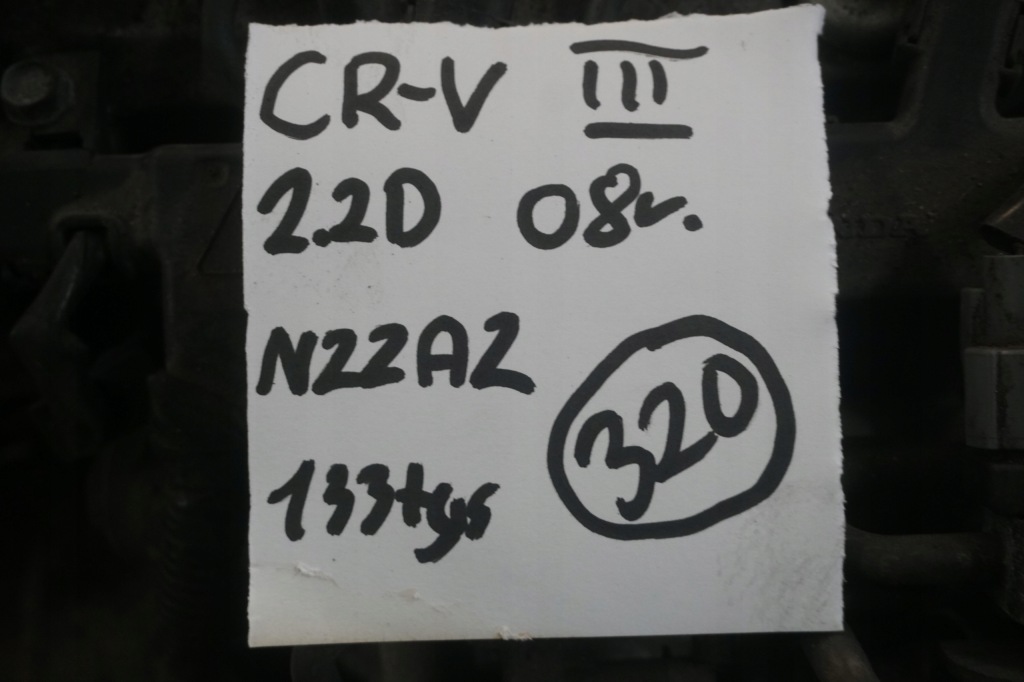 CR-V III
2.2D 08r.
N22A2
320
133tys